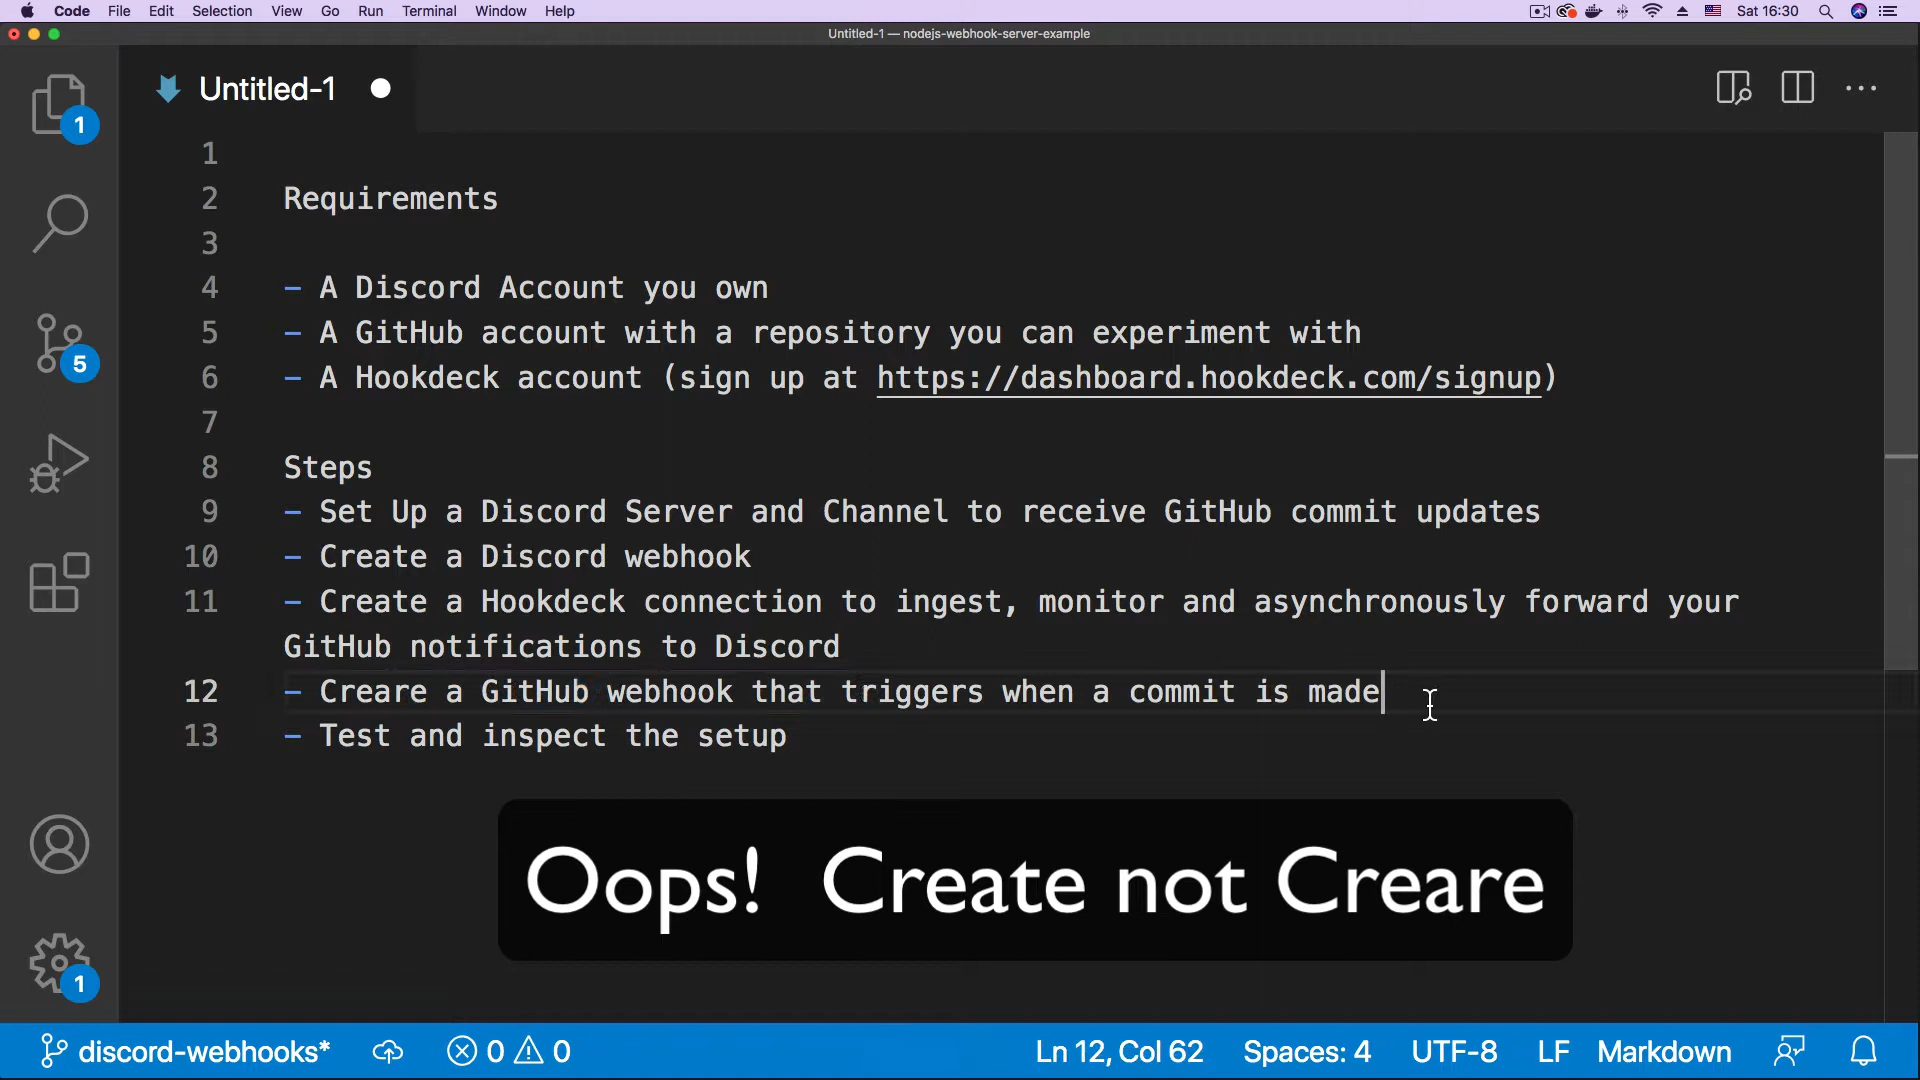 Code File Edit Selection View Go Run Terminal Window Help Sat 16:30
Untitled-1 — nodejs-webhook-server-example
Untitled-1
1
1
2 Requirements
3
4 - A Discord Account you own
5 - A GitHub account with a repository you can experiment with
6 - A Hookdeck account (sign up at https://dashboard.hookdeck.com/signup)
7
5
8 Steps
9 - Set Up a Discord Server and Channel to receive GitHub commit updates
10 - Create a Discord webhook
11 - Create a Hookdeck connection to ingest, monitor and asynchronously forward your
GitHub notifications to Discord
12 - Creare a GitHub webhook that triggers when a commit is made
13 - Test and inspect the setup
Oops! Create not Creare
1
discord-webhooks* 0 0 Ln 12, Col 62 Spaces: 4 UTF-8 LF Markdown